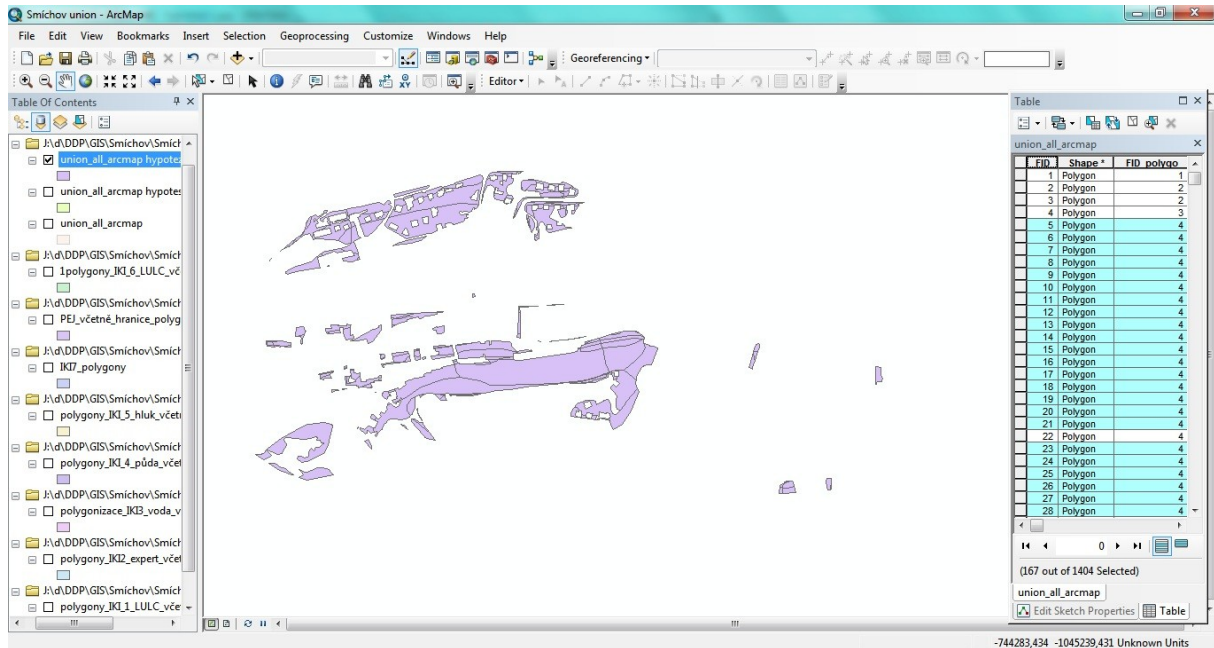 Smíchov union - ArcMap
File Edit View Bookmarks Insert Selection Geoprocessing Customize Windows Help
Georeferencing
Editor
Table Of Contents
J:\d\DDP\GIS\Smíchov\Smích
union_all_arcmap hypotez
union_all_arcmap hypotes
union_all_arcmap
J:\d\DDP\GIS\Smíchov\Smích
1polygony_IKI_6_LULC_vč
J:\d\DDP\GIS\Smíchov\Smích
PEJ_včetně_hranice_polyg
J:\d\DDP\GIS\Smíchov\Smích
IKI7_polygony
J:\d\DDP\GIS\Smíchov\Smích
polygony_IKI_5_hluk_včetn
J:\d\DDP\GIS\Smíchov\Smích
polygony_IKI_4_půda_včet
J:\d\DDP\GIS\Smíchov\Smích
polygonizace_IKI3_voda_v
J:\d\DDP\GIS\Smíchov\Smích
polygony_IKI2_expert_včet
J:\d\DDP\GIS\Smíchov\Smích
polygony_IKI_1_LULC_vče
Table
union_all_arcmap
FID Shape * FID_polygo
1 Polygon 1
2 Polygon 2
3 Polygon 2
4 Polygon 3
5 Polygon 4
6 Polygon 4
7 Polygon 4
8 Polygon 4
9 Polygon 4
10 Polygon 4
11 Polygon 4
12 Polygon 4
13 Polygon 4
14 Polygon 4
15 Polygon 4
16 Polygon 4
17 Polygon 4
18 Polygon 4
19 Polygon 4
20 Polygon 4
21 Polygon 4
22 Polygon 4
23 Polygon 4
24 Polygon 4
25 Polygon 4
26 Polygon 4
27 Polygon 4
28 Polygon 4
0
(167 out of 1404 Selected)
union_all_arcmap
Edit Sketch Properties Table
-744283,434 -1045239,431 Unknown Units